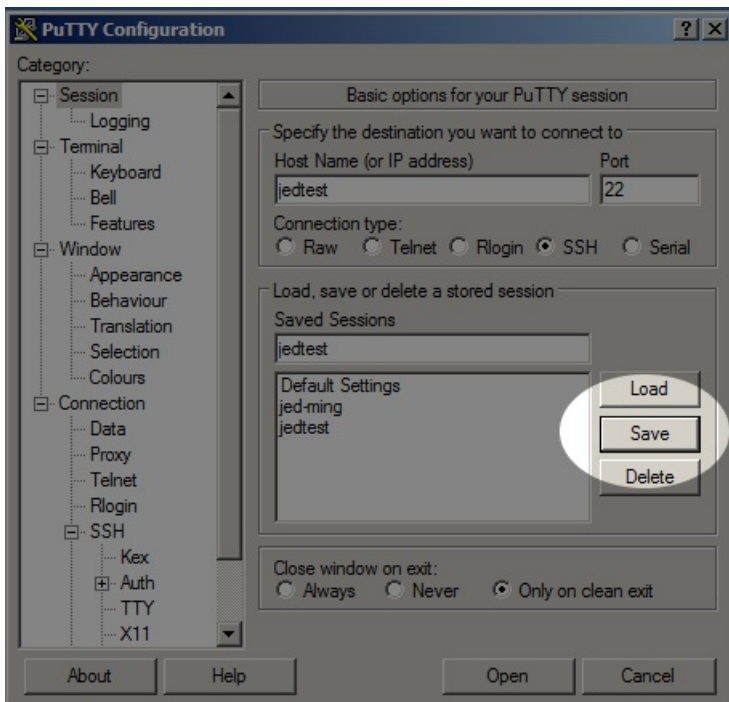 PuTTY Configuration
Category:
Session
Logging
Terminal
Keyboard
Bell
Features
Window
Appearance
Behaviour
Translation
Selection
Colours
Connection
Data
Proxy
Telnet
Rlogin
SSH
Kex
Auth
TTY
X11
Basic options for your PuTTY session
Specify the destination you want to connect to
Host Name (or IP address) Port
jedtest 22
Connection type:
Raw Telnet Rlogin SSH Serial
Load, save or delete a stored session
Saved Sessions
jedtest
Default Settings
jed-ming
jedtest
Load
Save
Delete
Close window on exit:
Always Never Only on clean exit
About Help Open Cancel